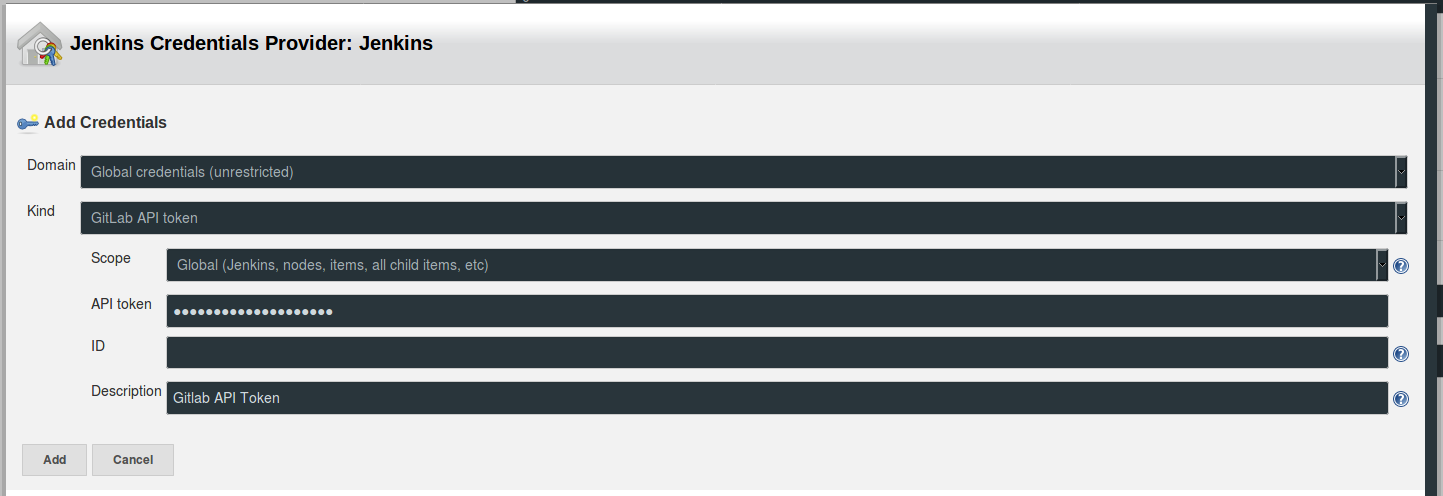 Jenkins Credentials Provider: Jenkins
Add Credentials
Domain
Global credentials (unrestricted)
Kind
GitLab API token
Scope
Global (Jenkins, nodes, items, all child items, etc)
API token
••••••••••••••••••••
ID
Description
Gitlab API Token
Add
Cancel